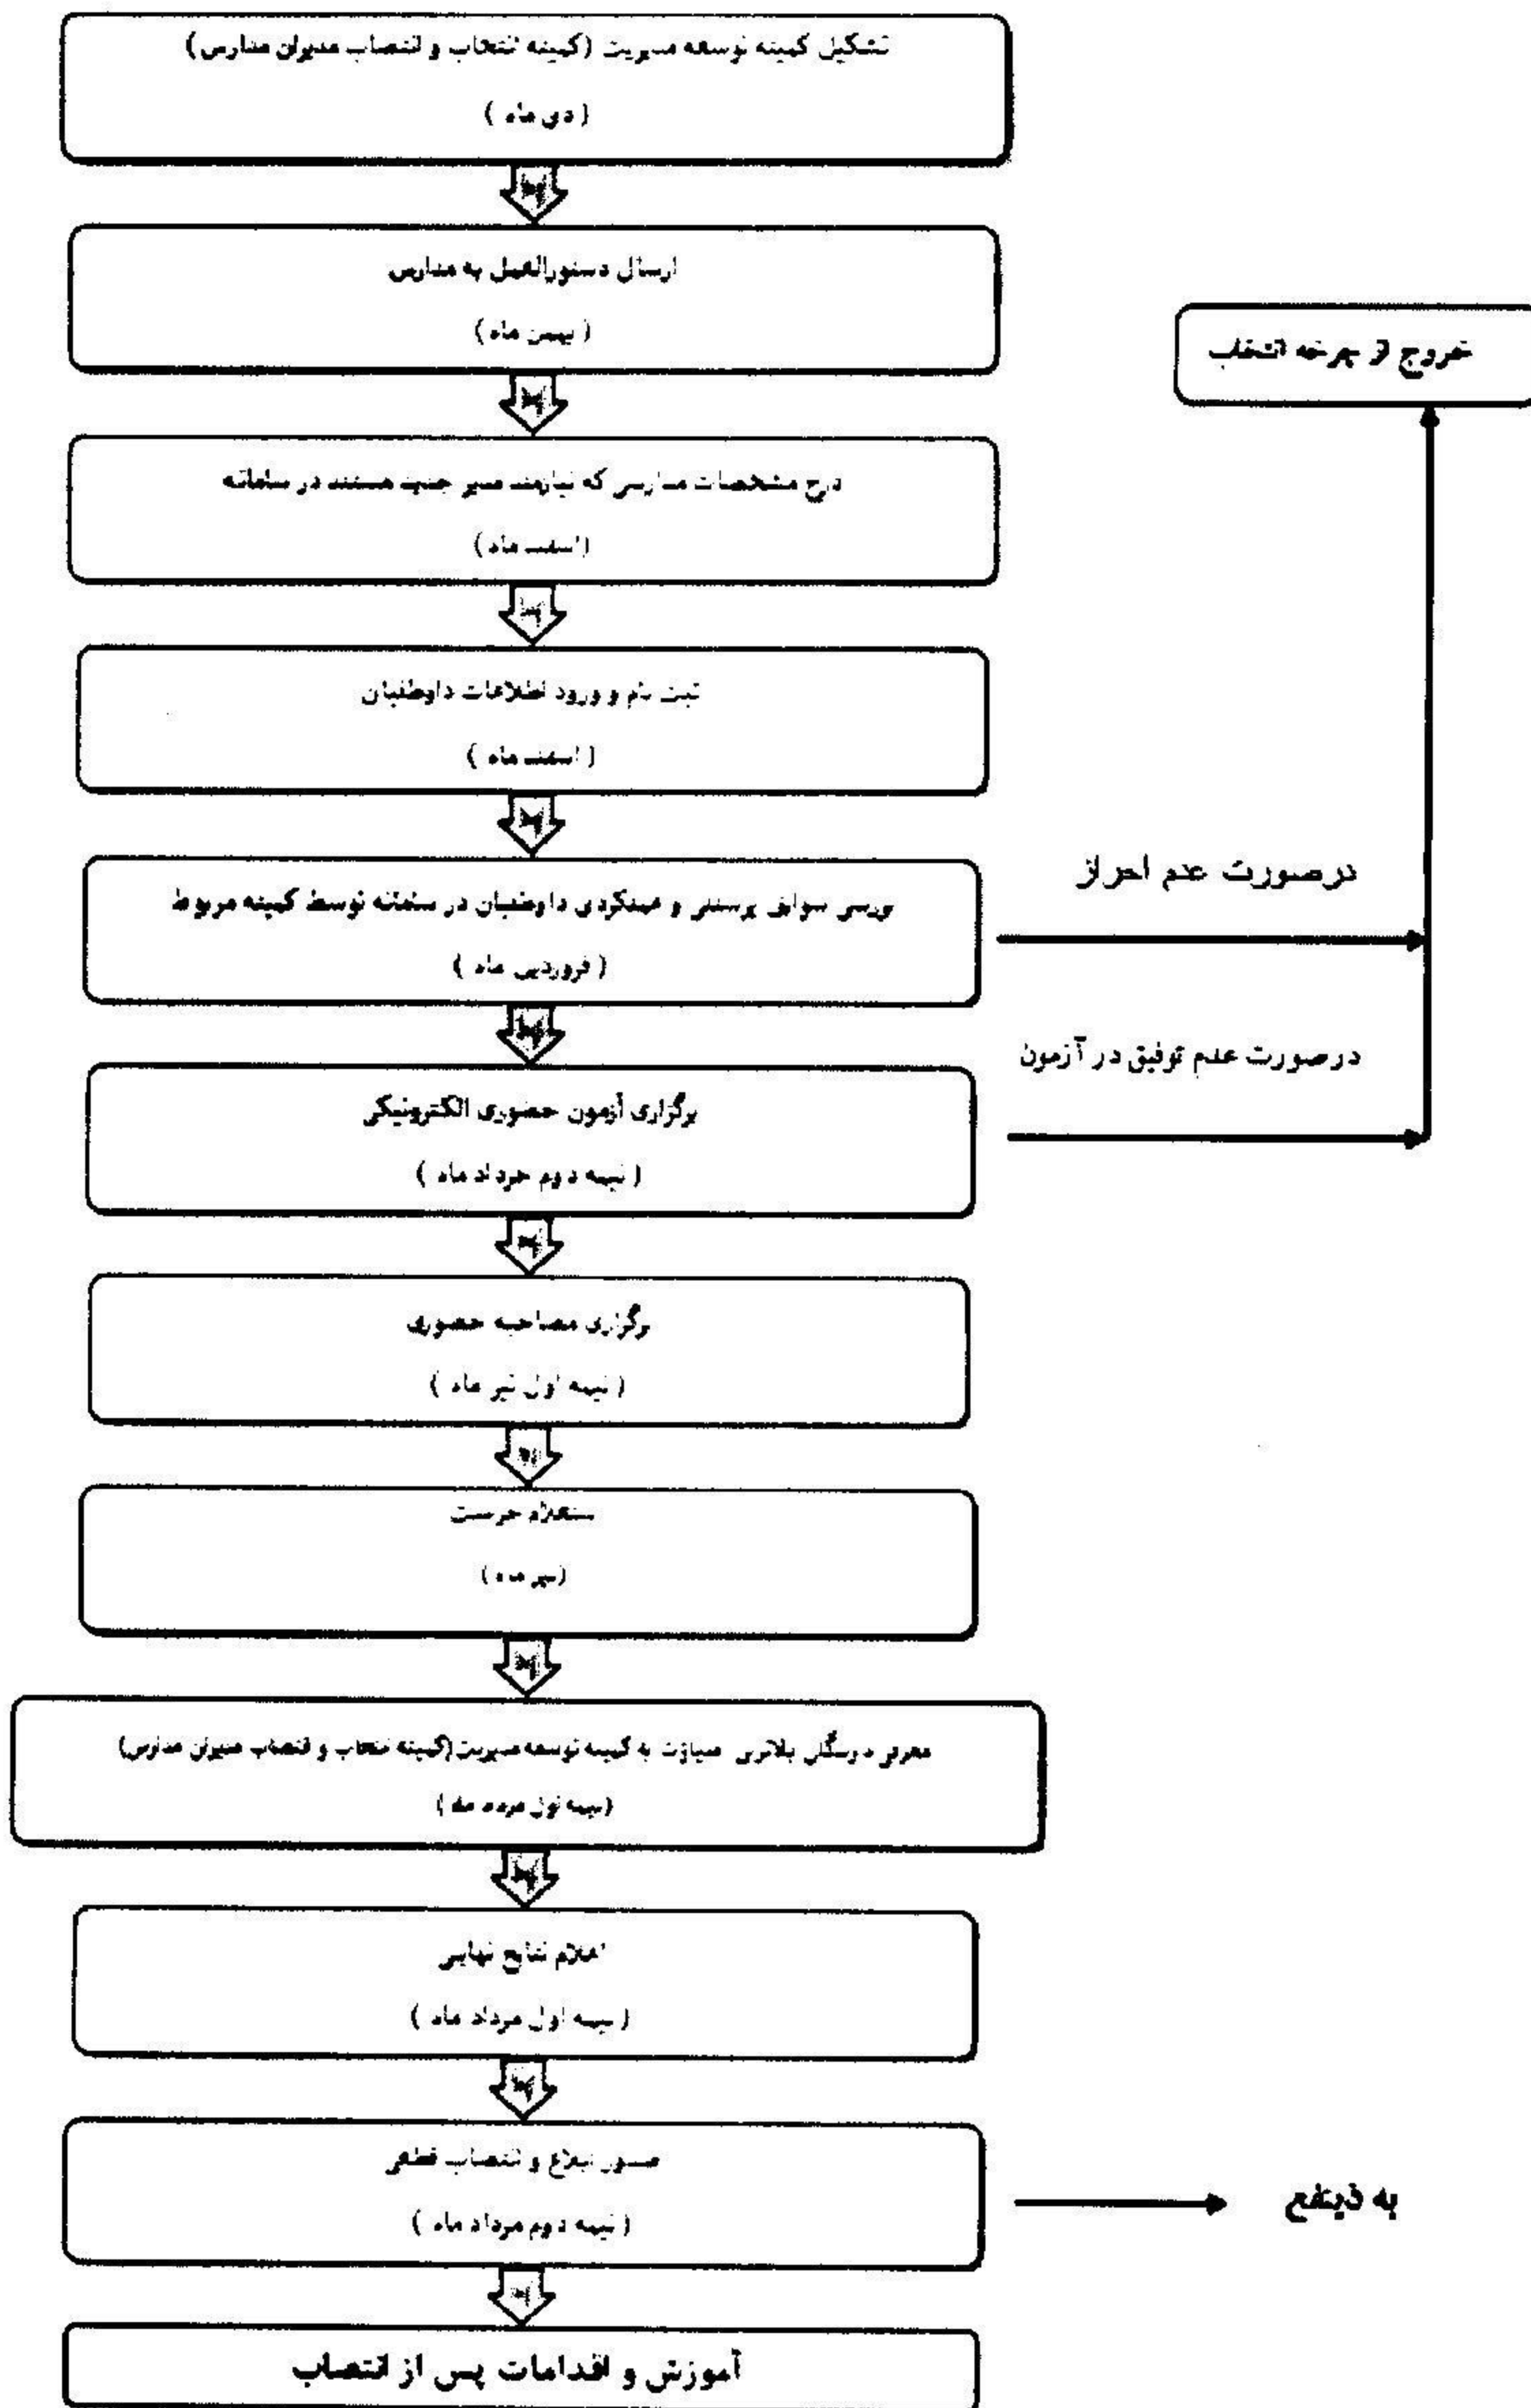 تشکیل کمیته توسعه مدیریت (کمیته انتخاب و انتصاب مدیران مدارس)
( دی ماه )
ارسال دستورالعمل به مدارس
( بهمن ماه )
خروج از چرخه انتخاب
درج مشخصات مدارسی که نیازمند مدیر جدید هستند در سامانه
(اسفند ماه )
ثبت نام و ورود اطلاعات داوطلبان
( اسفند ماه )
بررسی سوابق پرسنلی و عملکردی داوطلبان در سامانه توسط کمیته مربوط
( فروردین ماه )
درصورت عدم احراز
درصورت عدم توفیق در آزمون
برگزاری آزمون حضوری الکترونیکی
( نیمه دوم خرداد ماه )
برگزاری مصاحبه حضوری
( نیمه اول تیر ماه )
استعلام حراست
(تیر ماه )
معرفی دارندگان بالاترین امتیازات به کمیته توسعه مدیریت(کمیته انتخاب و انتصاب مدیران مدارس)
(نیمه اول مرداد ماه )
اعلام نتایج نهایی
( نیمه اول مرداد ماه )
صدور ابلاغ و انتصاب قطعی
( نیمه دوم مرداد ماه )
به ذینفع
آموزش و اقدامات پس از انتصاب